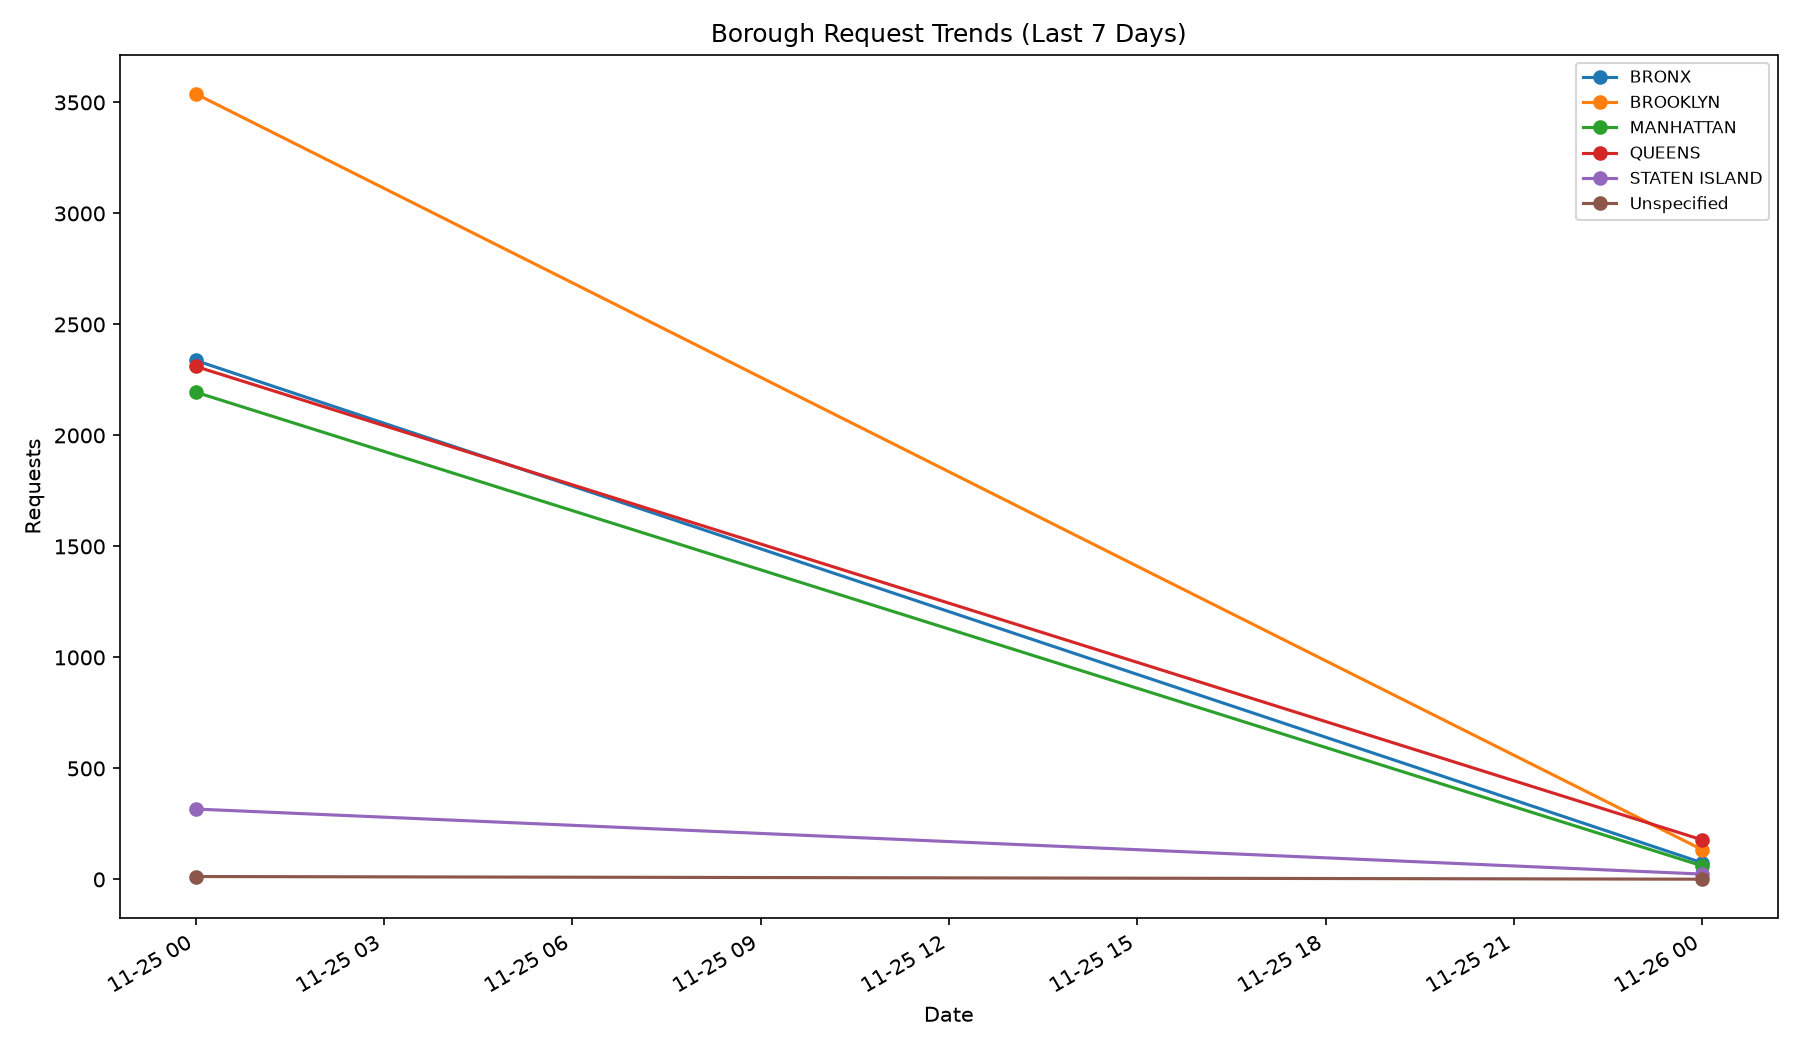 Borough Request Trends (Last 7 Days)
BRONX
BROOKLYN
MANHATTAN
QUEENS
STATEN ISLAND
Unspecified
Requests
3500
3000
2500
2000
1500
1000
500
0
11-25 00
11-25 03
11-25 06
11-25 09
11-25 12
11-25 15
11-25 18
11-25 21
11-26 00
Date